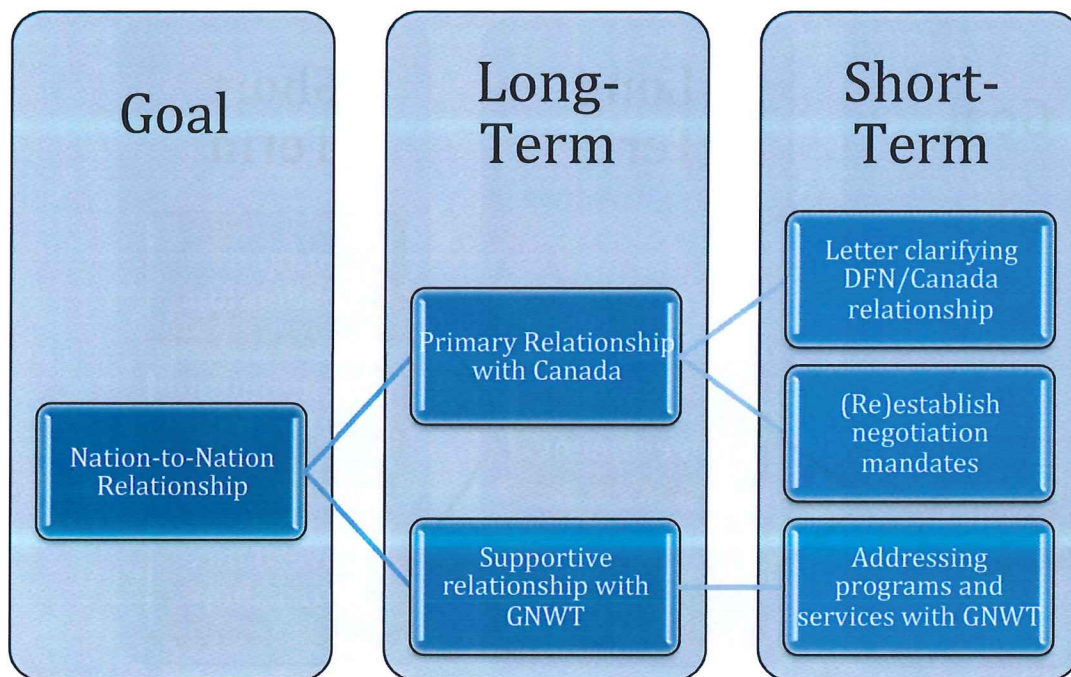 Goal
Nation-to-Nation
Relationship
Long-
Term
Primary Relationship
with Canada
Supportive
relationship with
GNWT
Short-
Term
Letter clarifying
DFN/Canada
relationship
(Re)establish
negotiation
mandates
Addressing
programs and
services with GNWT